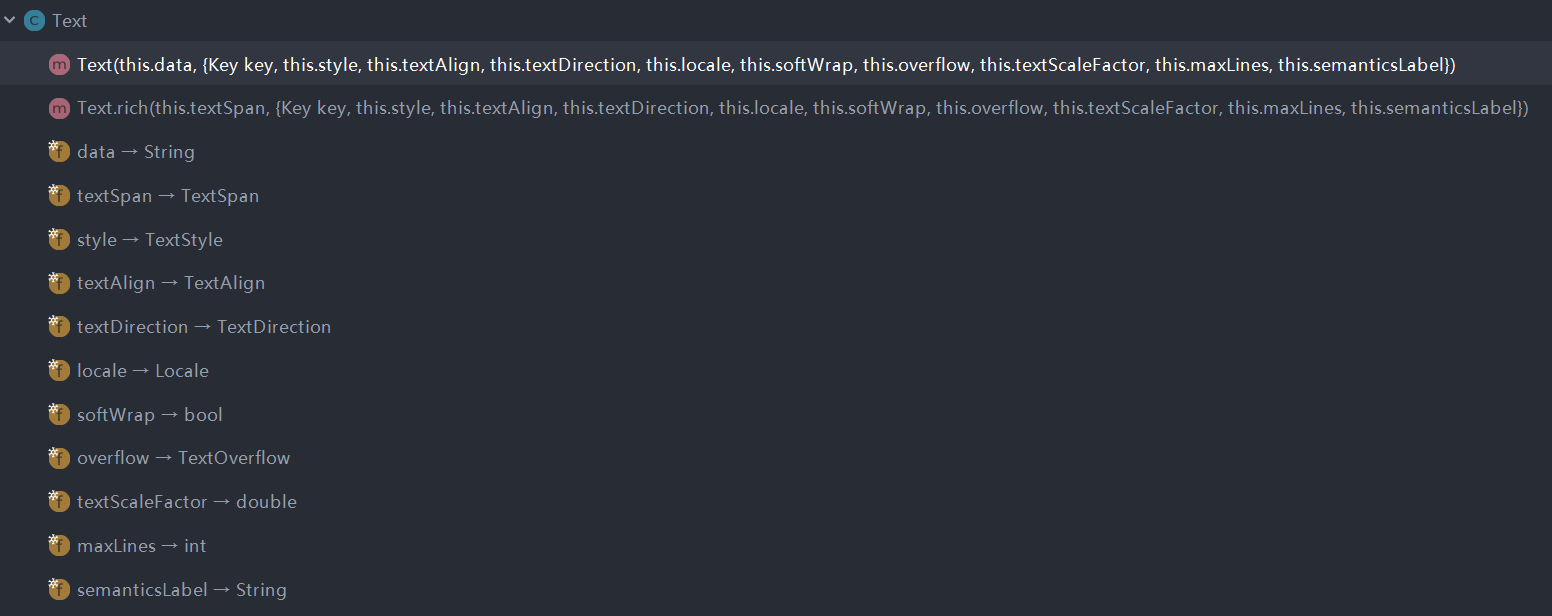 C Text
m Text(this.data, {Key key, this.style, this.textAlign, this.textDirection, this.locale, this.softWrap, this.overflow, this.textScaleFactor, this.maxLines, this.semanticsLabel})
m Text.rich(this.textSpan, {Key key, this.style, this.textAlign, this.textDirection, this.locale, this.softWrap, this.overflow, this.textScaleFactor, this.maxLines, this.semanticsLabel})
f data → String
f textSpan → TextSpan
f style → TextStyle
f textAlign → TextAlign
f textDirection → TextDirection
f locale → Locale
f softWrap → bool
f overflow → TextOverflow
f textScaleFactor → double
f maxLines → int
f semanticsLabel → String